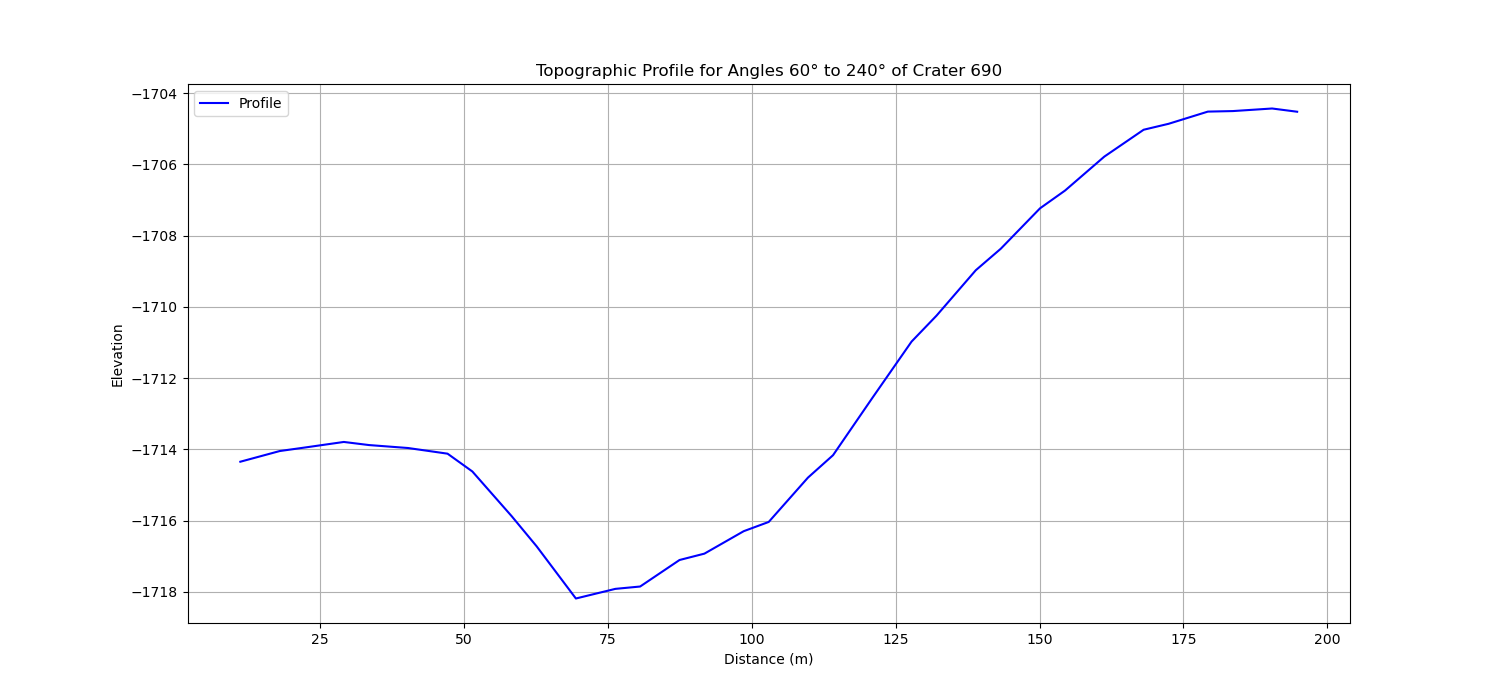 Topographic Profile for Angles 60° to 240° of Crater 690
Profile
Elevation
−1704
−1706
−1708
−1710
−1712
−1714
−1716
−1718
25 50 75 100 125 150 175 200
Distance (m)